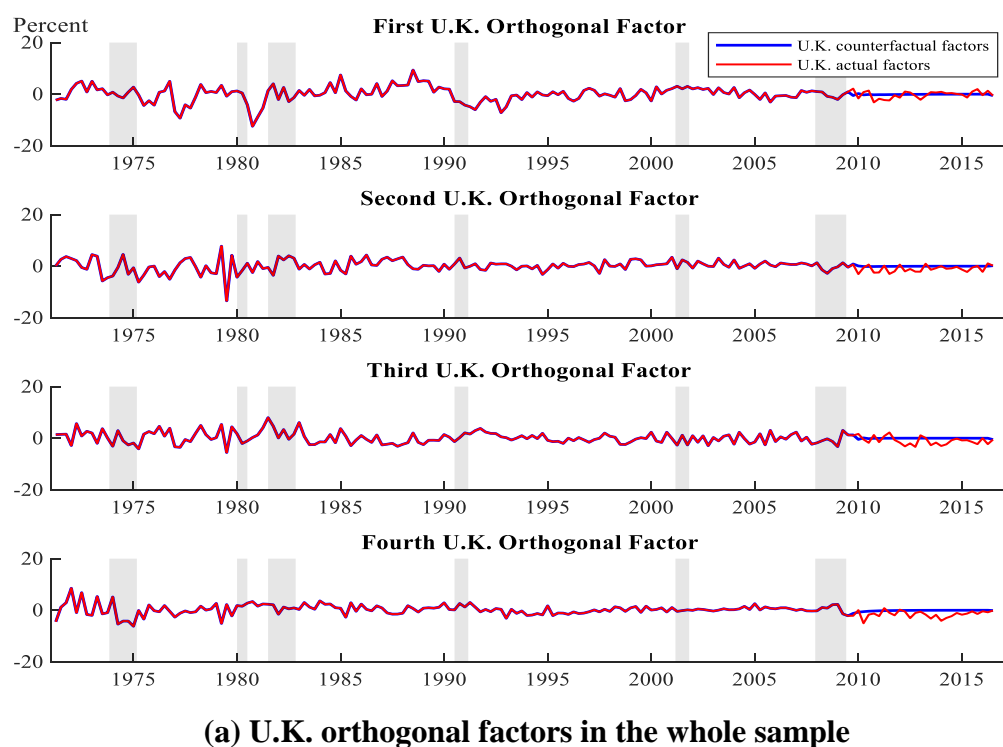 Percent
First U.K. Orthogonal Factor
U.K. counterfactual factors
U.K. actual factors
20
0
-20
1975 1980 1985 1990 1995 2000 2005 2010 2015
Second U.K. Orthogonal Factor
20
0
-20
1975 1980 1985 1990 1995 2000 2005 2010 2015
Third U.K. Orthogonal Factor
20
0
-20
1975 1980 1985 1990 1995 2000 2005 2010 2015
Fourth U.K. Orthogonal Factor
20
0
-20
1975 1980 1985 1990 1995 2000 2005 2010 2015
(a) U.K. orthogonal factors in the whole sample